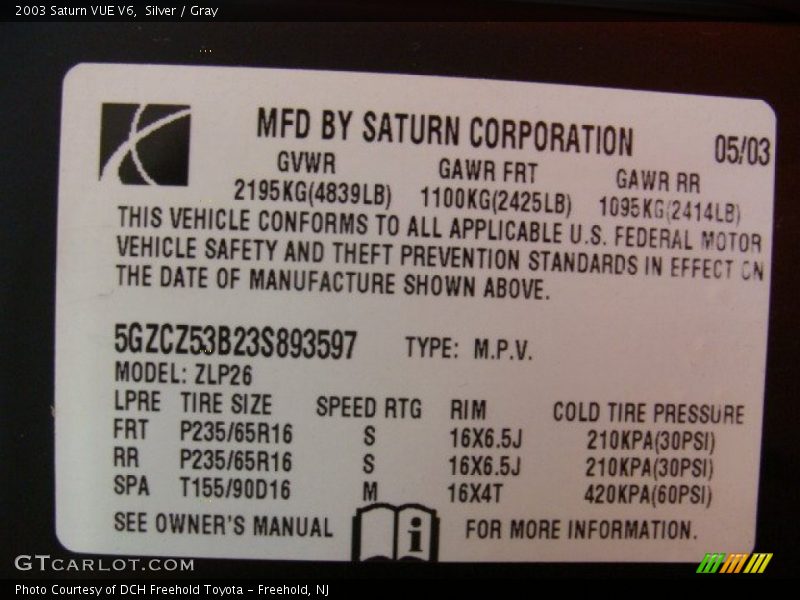 2003 Saturn VUE V6,  Silver / Gray
MFD BY SATURN CORPORATION 05/03
GVWR GAWR FRT GAWR RR
2195KG(4839LB) 1100KG(2425LB) 1095KG(2414LB)
THIS VEHICLE CONFORMS TO ALL APPLICABLE U.S. FEDERAL MOTOR
VEHICLE SAFETY AND THEFT PREVENTION STANDARDS IN EFFECT ON
THE DATE OF MANUFACTURE SHOWN ABOVE.
5GZCZ53B23S893597 TYPE: M.P.V.
MODEL: ZLP26
LPRE TIRE SIZE SPEED RTG RIM COLD TIRE PRESSURE
FRT P235/65R16 S 16X6.5J 210KPA(30PSI)
RR P235/65R16 S 16X6.5J 210KPA(30PSI)
SPA T155/90D16 M 16X4T 420KPA(60PSI)
SEE OWNER'S MANUAL i FOR MORE INFORMATION.
GTCARLOT.COM
Photo Courtesy of DCH Freehold Toyota - Freehold, NJ